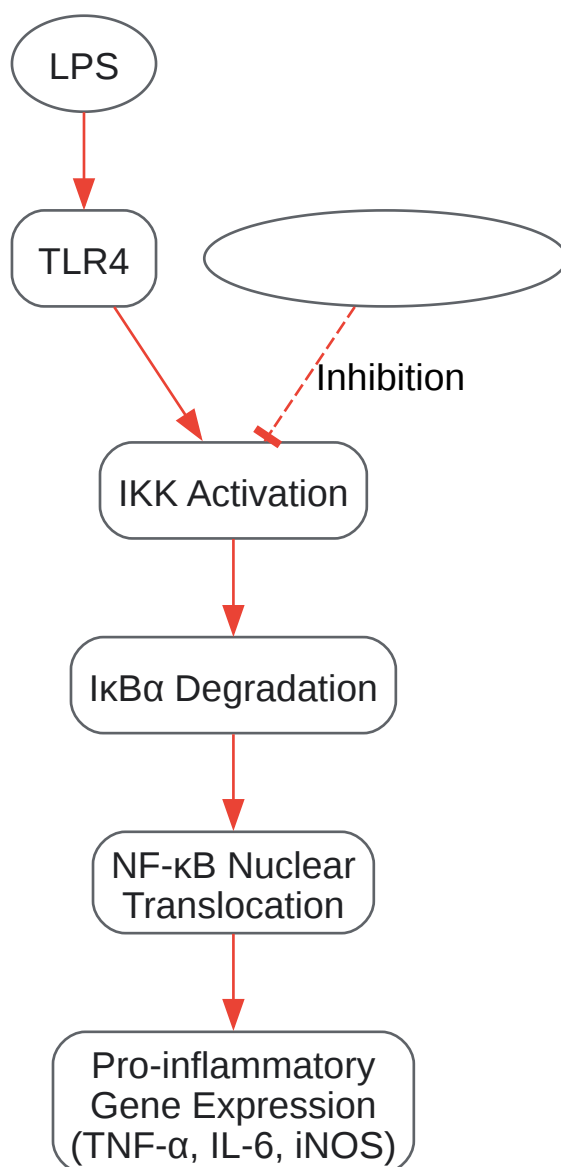 LPS
TLR4
Inhibition
IKK Activation
IκBα Degradation
NF-κB Nuclear
Translocation
Pro-inflammatory
Gene Expression
(TNF-α, IL-6, iNOS)